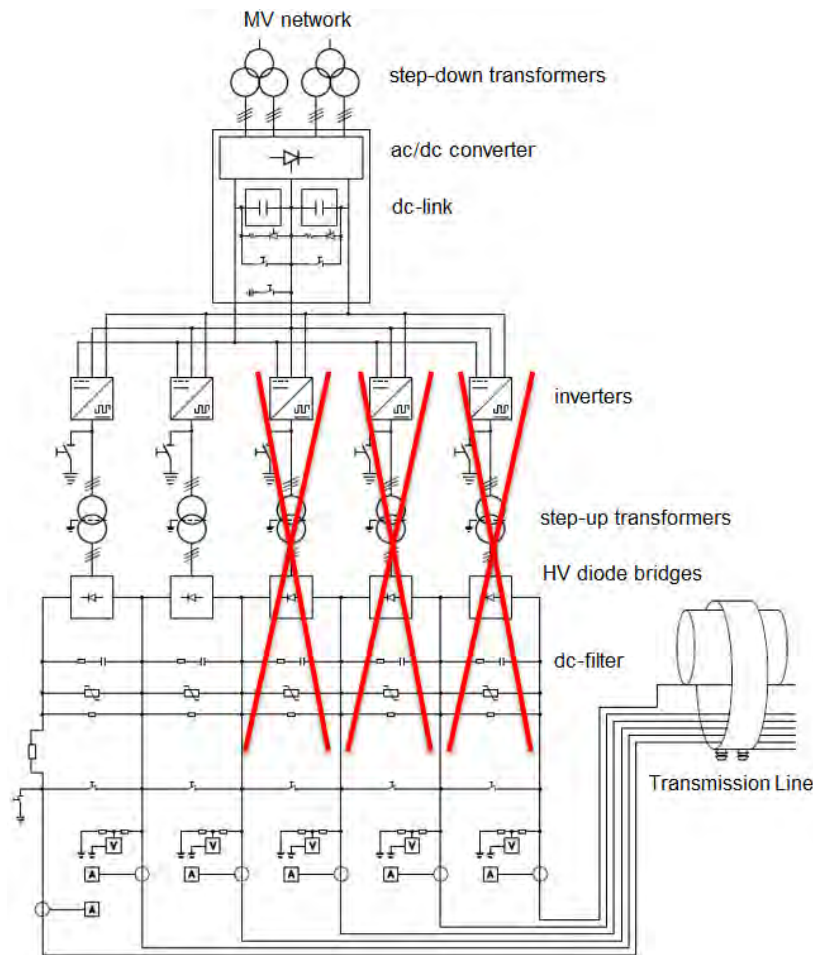 MV network
step-down transformers
ac/dc converter
dc-link
inverters
step-up transformers
HV diode bridges
dc-filter
Transmission Line
V
V
V
V
V
A
A
A
A
A
A